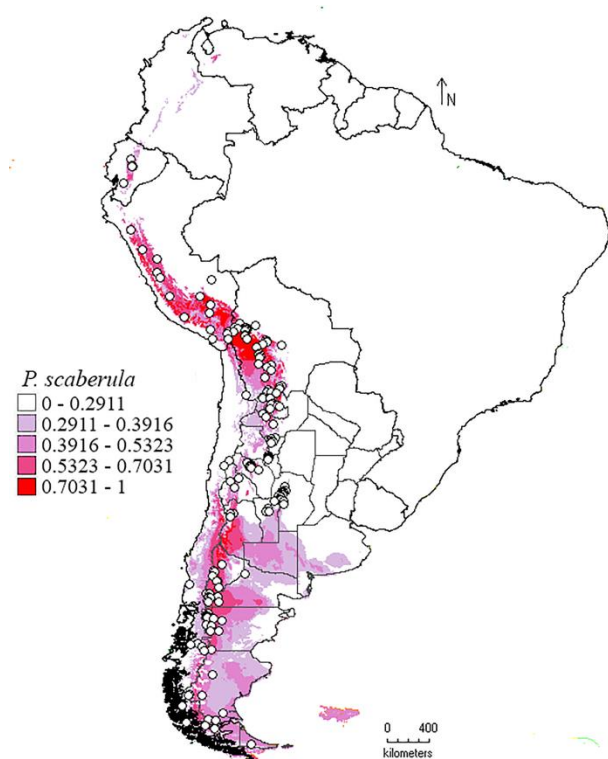 N
P. scaberula
0 - 0.2911
0.2911 - 0.3916
0.3916 - 0.5323
0.5323 - 0.7031
0.7031 - 1
0 400
kilometers